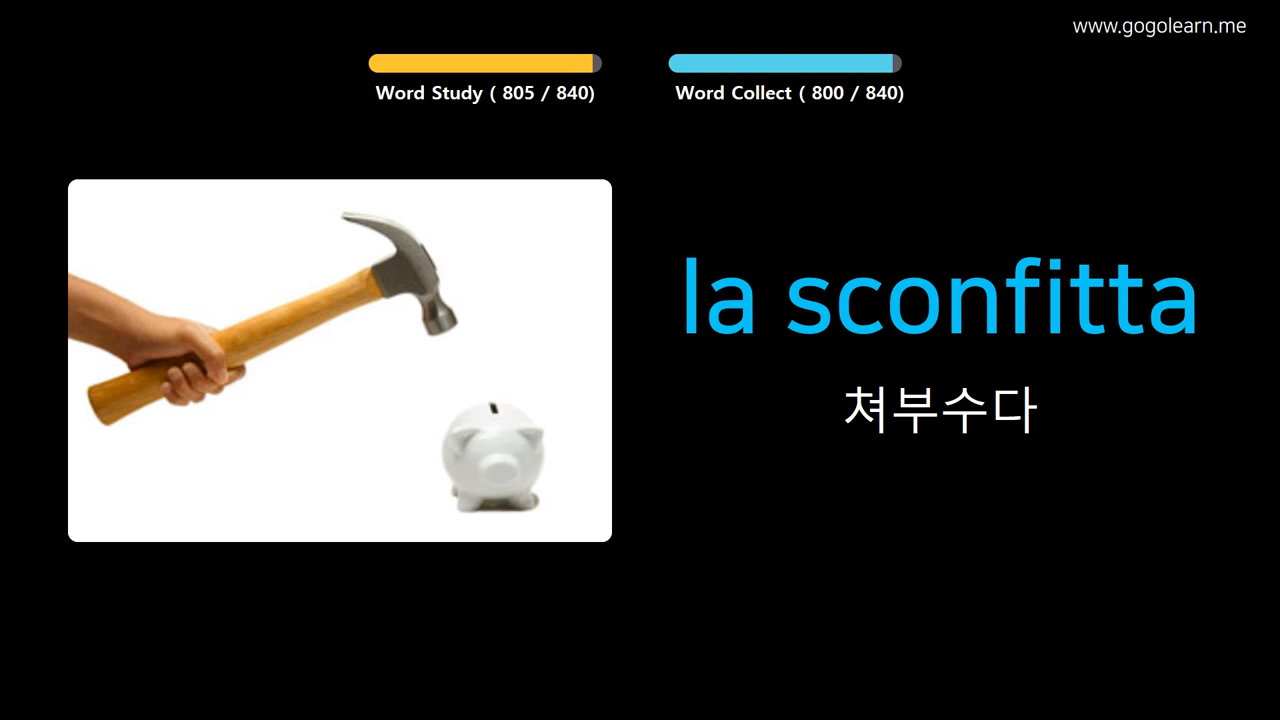 www.gogolearn.me
Word Study ( 805 / 840)
Word Collect ( 800 / 840)
la sconfitta
쳐부수다